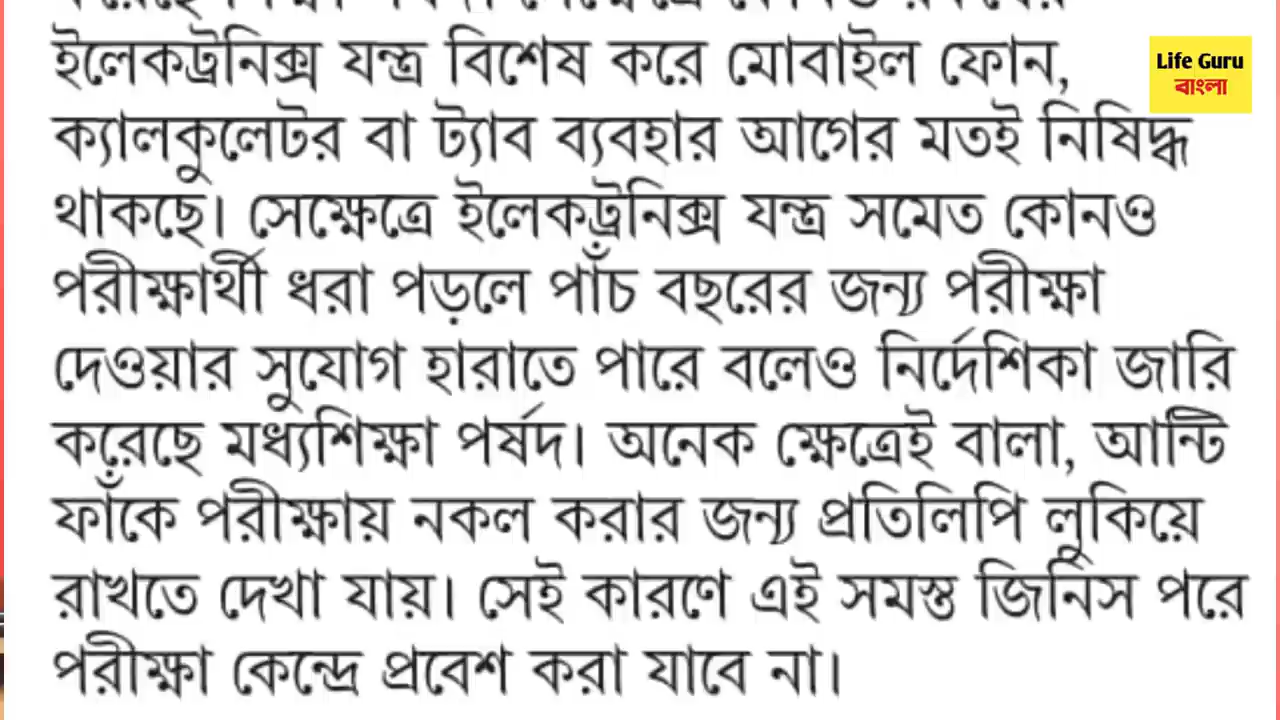 ইলেকট্রনিক্স যন্ত্র বিশেষ করে মোবাইল ফোন,
Life Guru
বাংলা
ক্যালকুলেটর বা ট্যাব ব্যবহার আগের মতই নিষিদ্ধ
থাকছে। সেক্ষেত্রে ইলেকট্রনিক্স যন্ত্র সমেত কোনও
পরীক্ষার্থী ধরা পড়লে পাঁচ বছরের জন্য পরীক্ষা
দেওয়ার সুযোগ হারাতে পারে বলেও নির্দেশিকা জারি
করেছে মধ্যশিক্ষা পর্ষদ। অনেক ক্ষেত্রেই বালা, আন্টি
ফাঁকে পরীক্ষায় নকল করার জন্য প্রতিলিপি লুকিয়ে
রাখতে দেখা যায়। সেই কারণে এই সমস্ত জিনিস পরে
পরীক্ষা কেন্দ্রে প্রবেশ করা যাবে না।